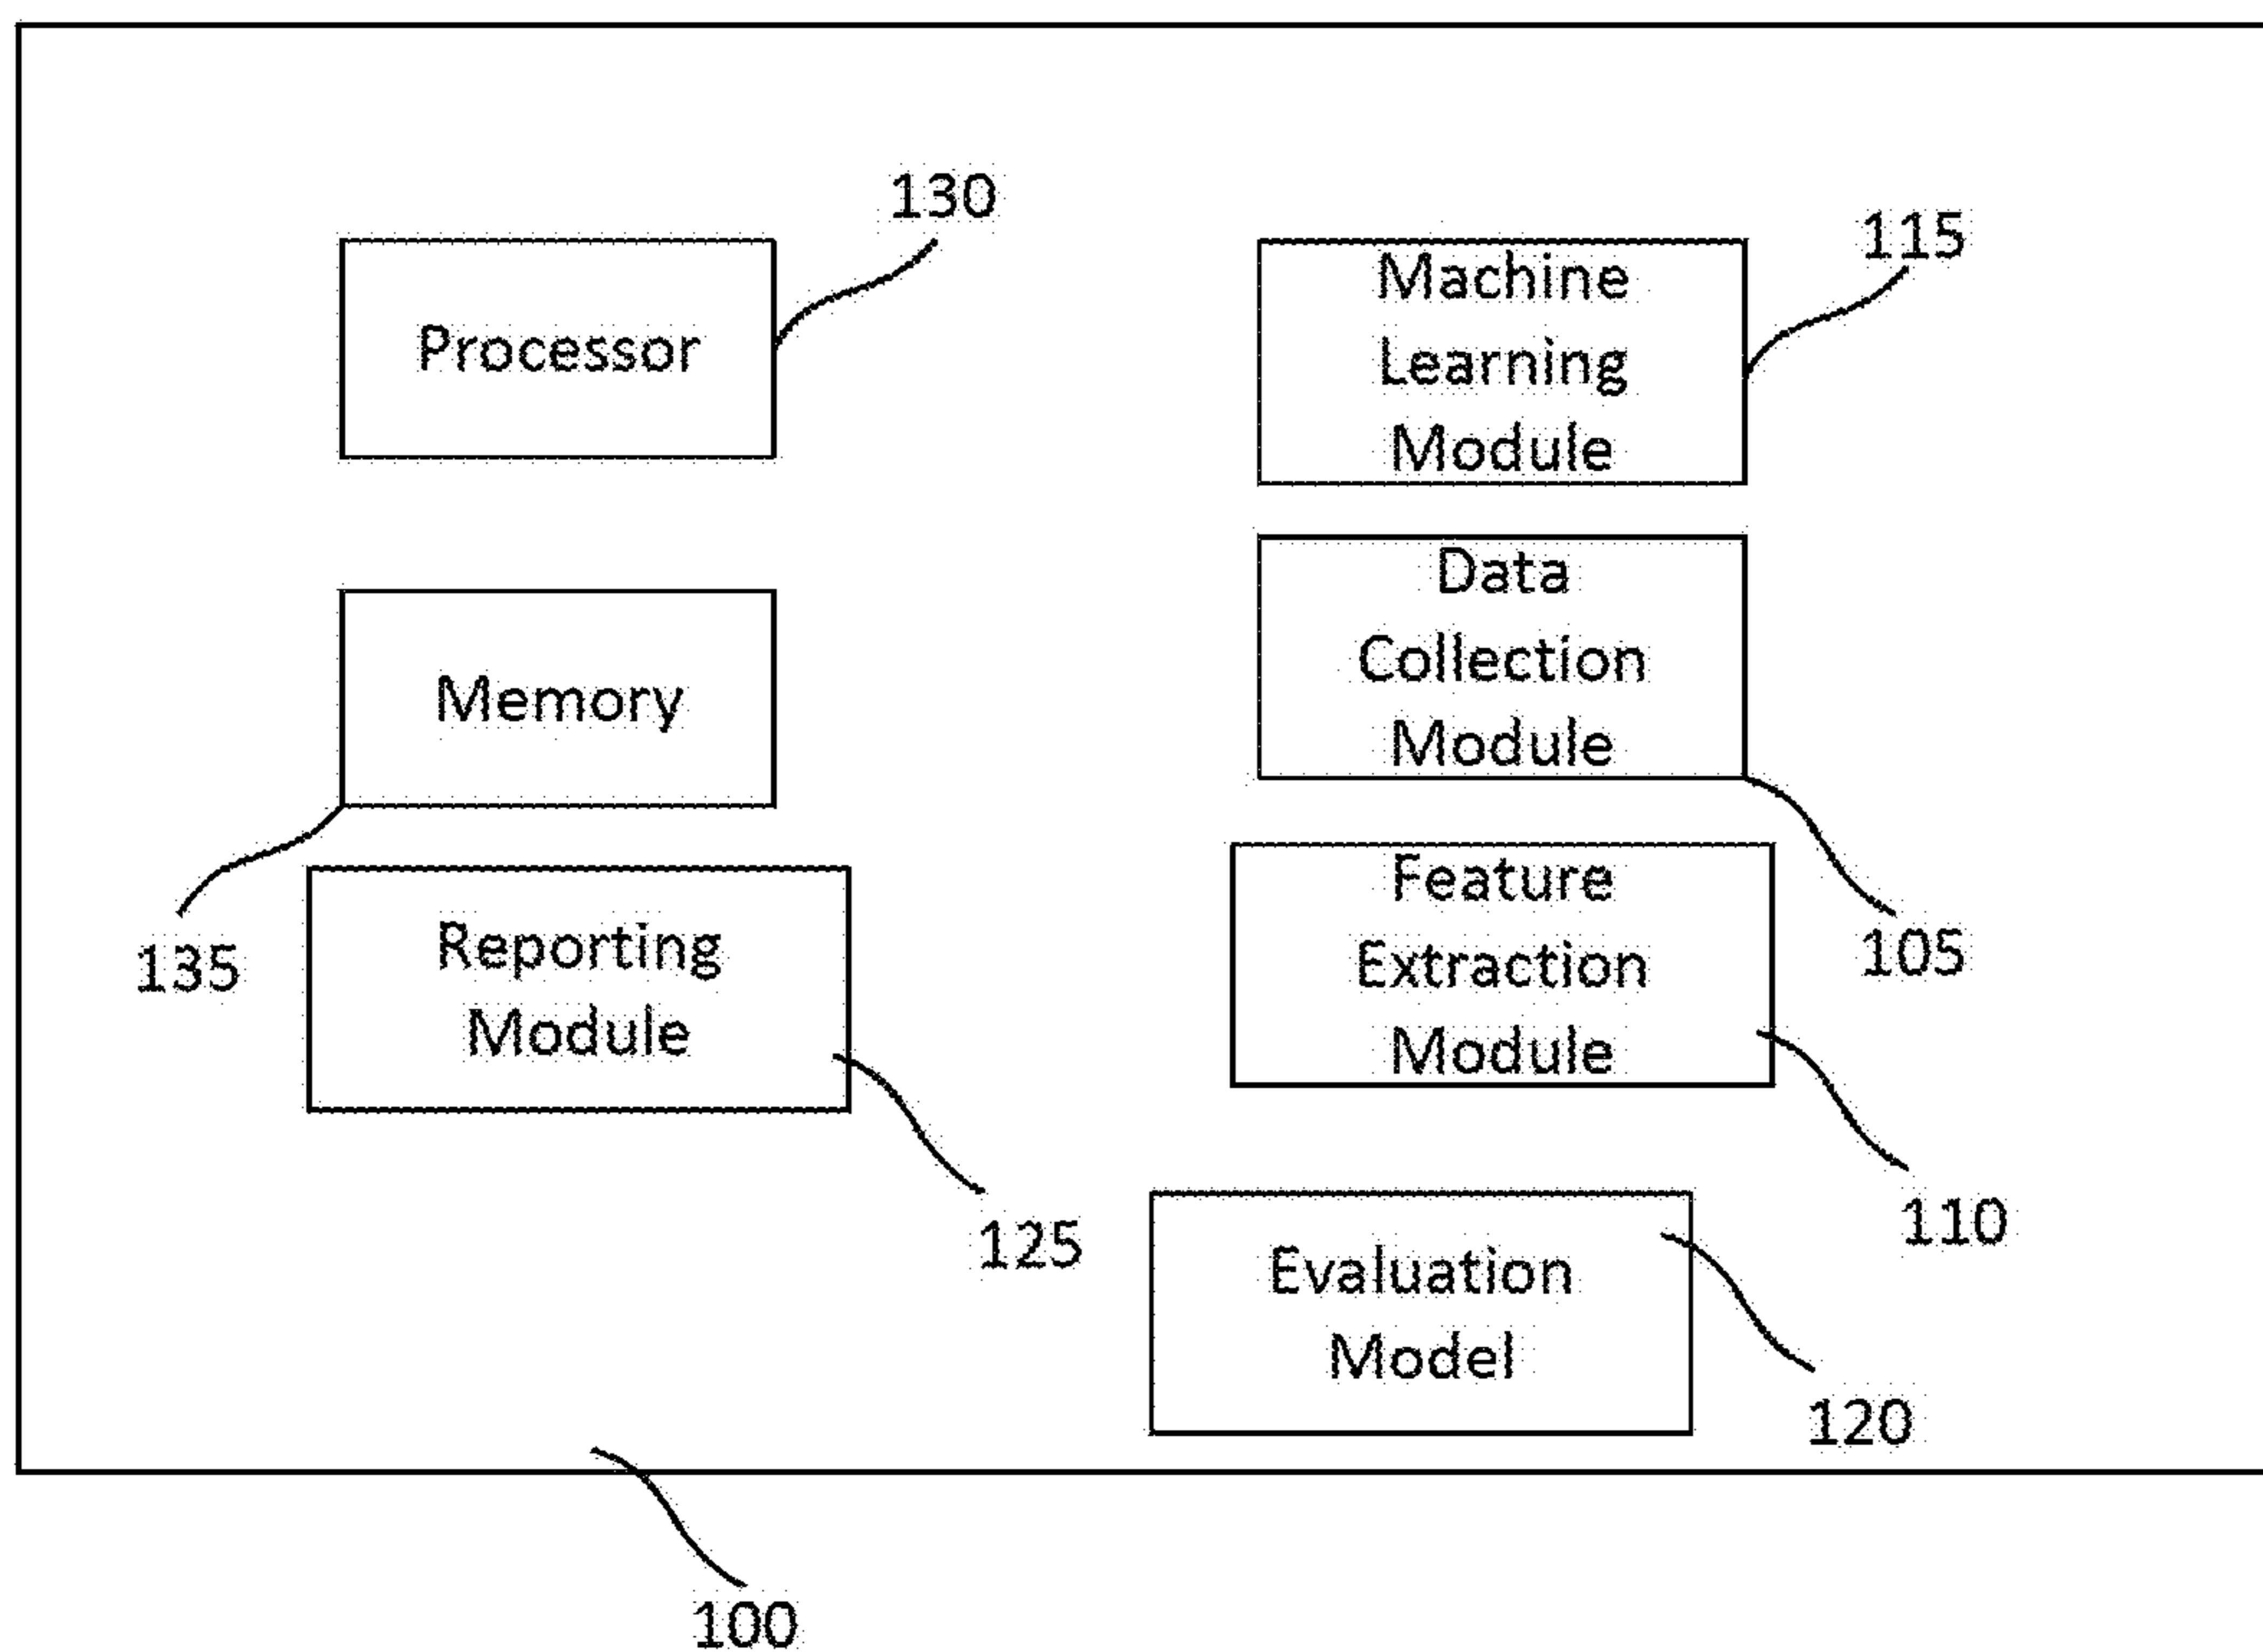 130
Processor
115
Machine
Learning
Module
Memory
135
Data
Collection
Module
105
Reporting
Module
125
Feature
Extraction
Module
110
Evaluation
Model
120
100